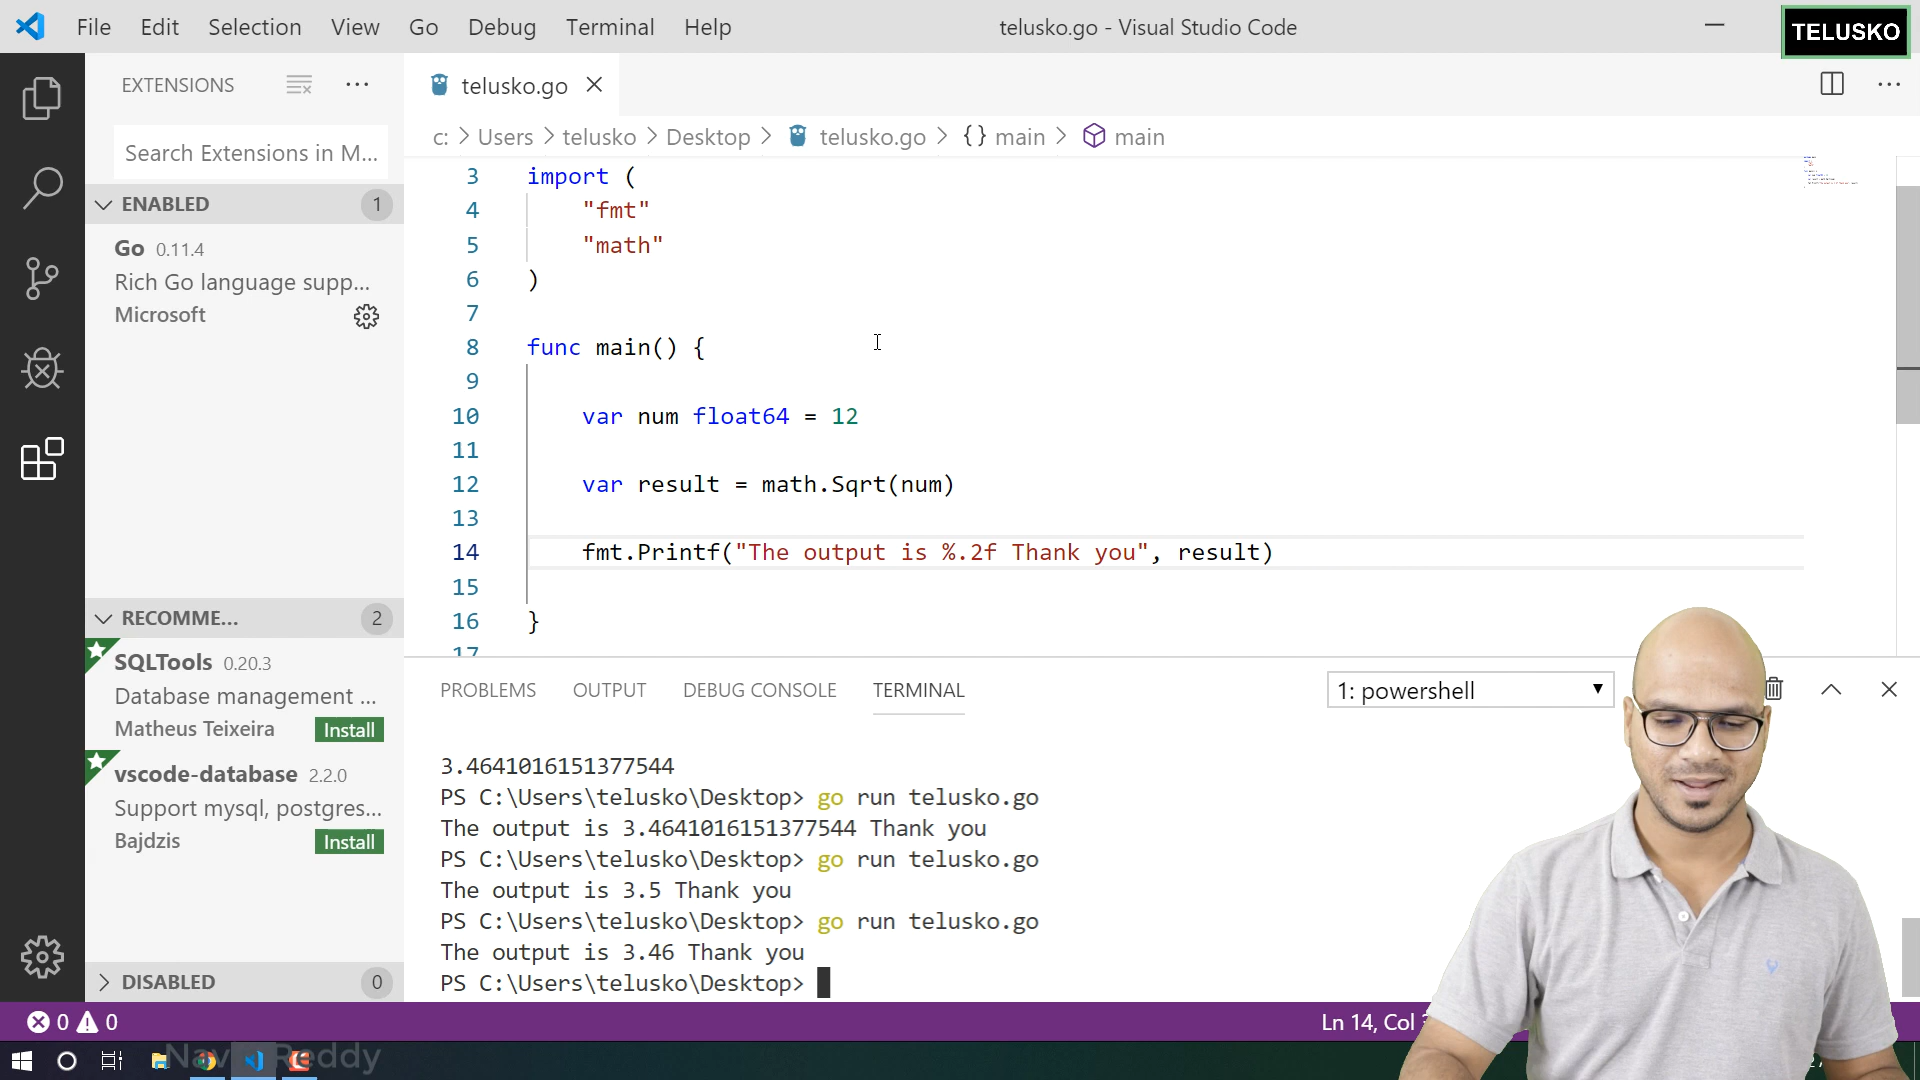 File Edit Selection View Go Debug Terminal Help
telusko.go - Visual Studio Code
TELUSKO
EXTENSIONS
telusko.go
Search Extensions in M...
c: > Users > telusko > Desktop > telusko.go > {} main > main
ENABLED 1
Go 0.11.4
Rich Go language supp...
Microsoft
3 import (
4 "fmt"
5 "math"
6 )
7
8 func main() {
9
10 var num float64 = 12
11
12 var result = math.Sqrt(num)
13
14 fmt.Printf("The output is %.2f Thank you", result)
15
16 }
17
RECOMME... 2
SQLTools 0.20.3
Database management ...
Matheus Teixeira Install
vscode-database 2.2.0
Support mysql, postgres...
Bajdzis Install
DISABLED 0
PROBLEMS OUTPUT DEBUG CONSOLE TERMINAL
1: powershell
3.4641016151377544
PS C:\Users\telusko\Desktop> go run telusko.go
The output is 3.4641016151377544 Thank you
PS C:\Users\telusko\Desktop> go run telusko.go
The output is 3.5 Thank you
PS C:\Users\telusko\Desktop> go run telusko.go
The output is 3.46 Thank you
PS C:\Users\telusko\Desktop>
0 0
Ln 14, Col
Reddy